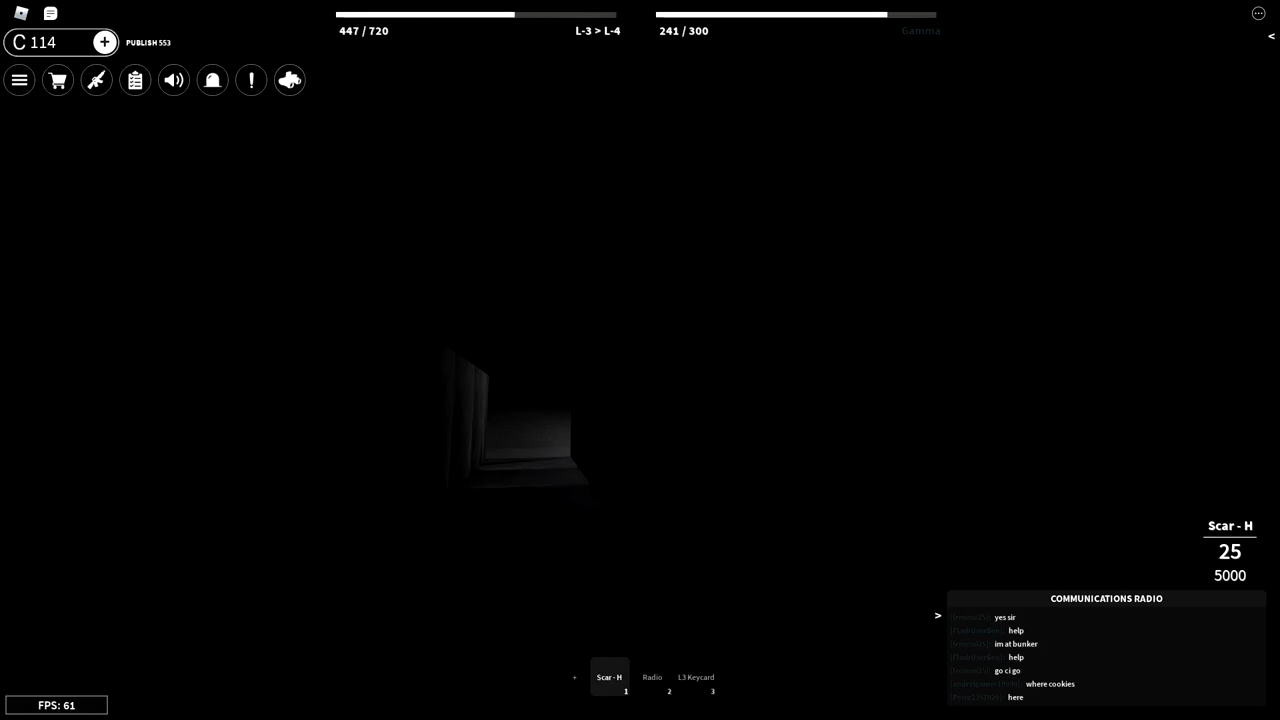 C 114 +
PUBLISH 553
447 / 720
L-3 > L-4
241 / 300
Gamma
<
!
Scar - H
25
5000
COMMUNICATIONS RADIO
>
yes sir
help
im at bunker
help
go ci go
where cookies
here
+
Scar - H
1
Radio
2
L3 Keycard
3
FPS: 61